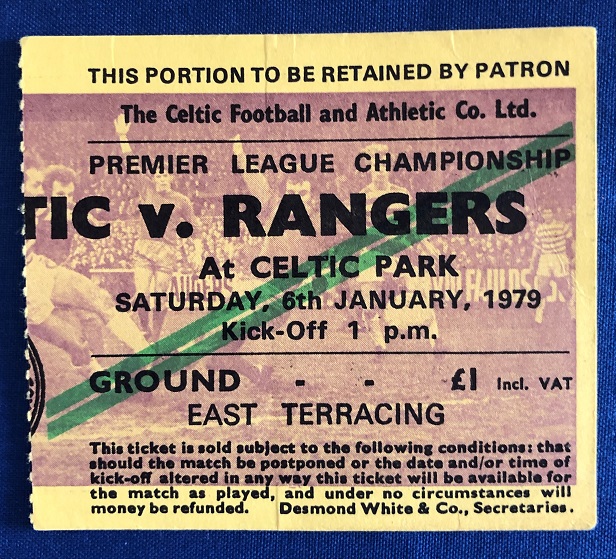 THIS PORTION TO BE RETAINED BY PATRON
The Celtic Football and Athletic Co. Ltd.
PREMIER LEAGUE CHAMPIONSHIP
TIC v. RANGERS
At CELTIC PARK
SATURDAY, 6th JANUARY, 1979
Kick-Off 1 p.m.
GROUND - - £1 Incl. VAT
EAST TERRACING
This ticket is sold subject to the following conditions: that
should the match be postponed or the date and/or time of
kick-off altered in any way this ticket will be available for
the match as played, and under no circumstances will
money be refunded. Desmond White & Co., Secretaries.